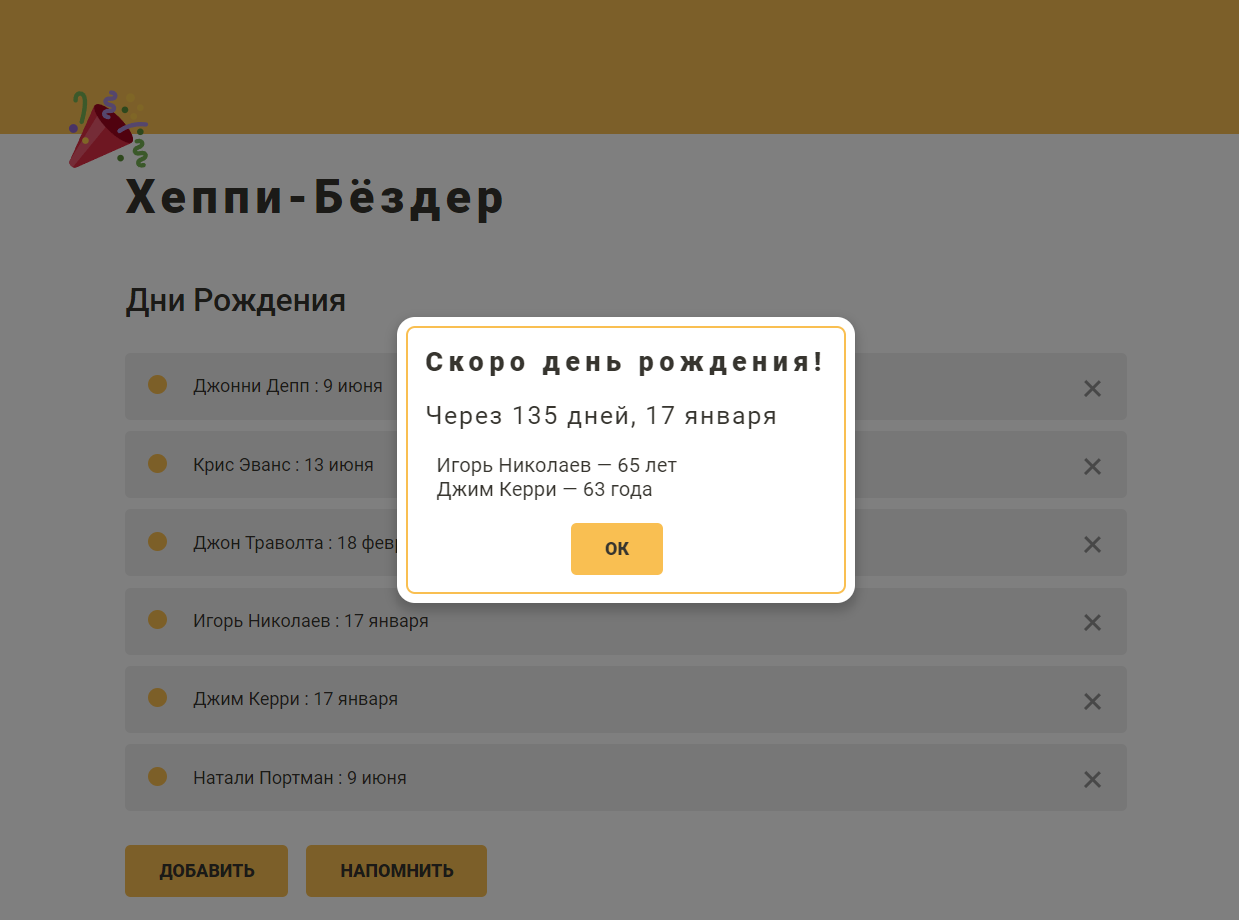 Хеппи-Бёздер
Дни Рождения
Скоро день рождения!
Через 135 дней, 17 января
Игорь Николаев — 65 лет
Джим Керри — 63 года
ОК
Джонни Депп : 9 июня
Крис Эванс : 13 июня
Джон Траволта : 18
Игорь Николаев : 17 января
Джим Керри : 17 января
Натали Портман : 9 июня
ДОБАВИТЬ НАПОМНИТЬ